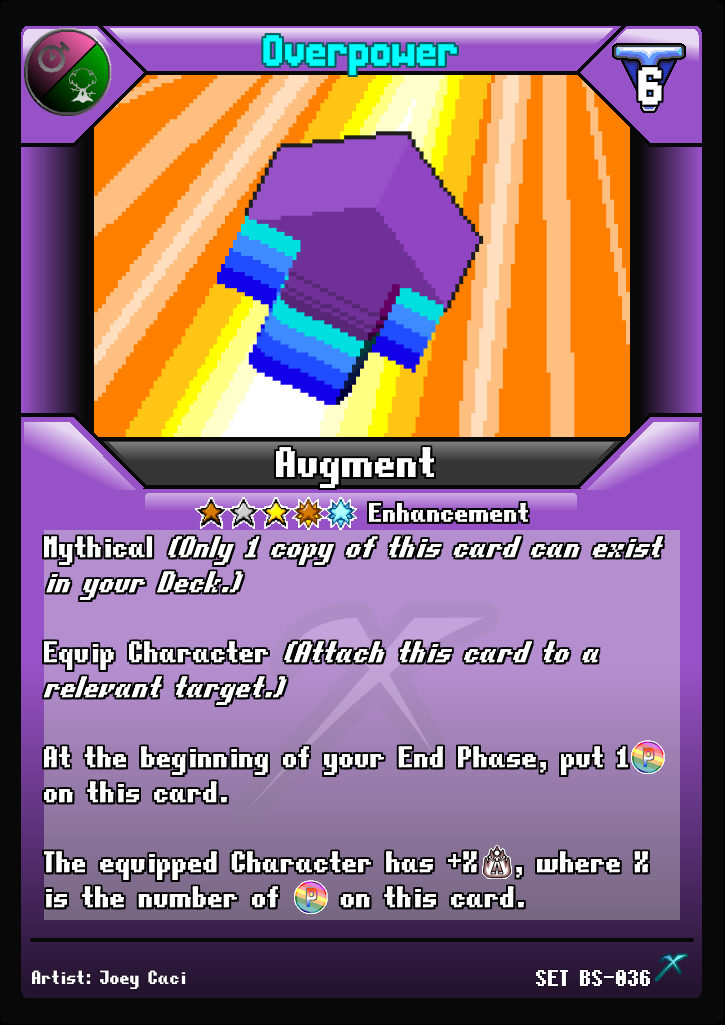 Overpower
6
Augment
Enhancement
Mythical (Only 1 copy of this card can exist
in your Deck.)
Equip Character (Attach this card to a
relevant target.)
At the beginning of your End Phase, put 1 P
on this card.
The equipped Character has +X , where X
is the number of P on this card.
Artist: Joey Caci
SET BS-036